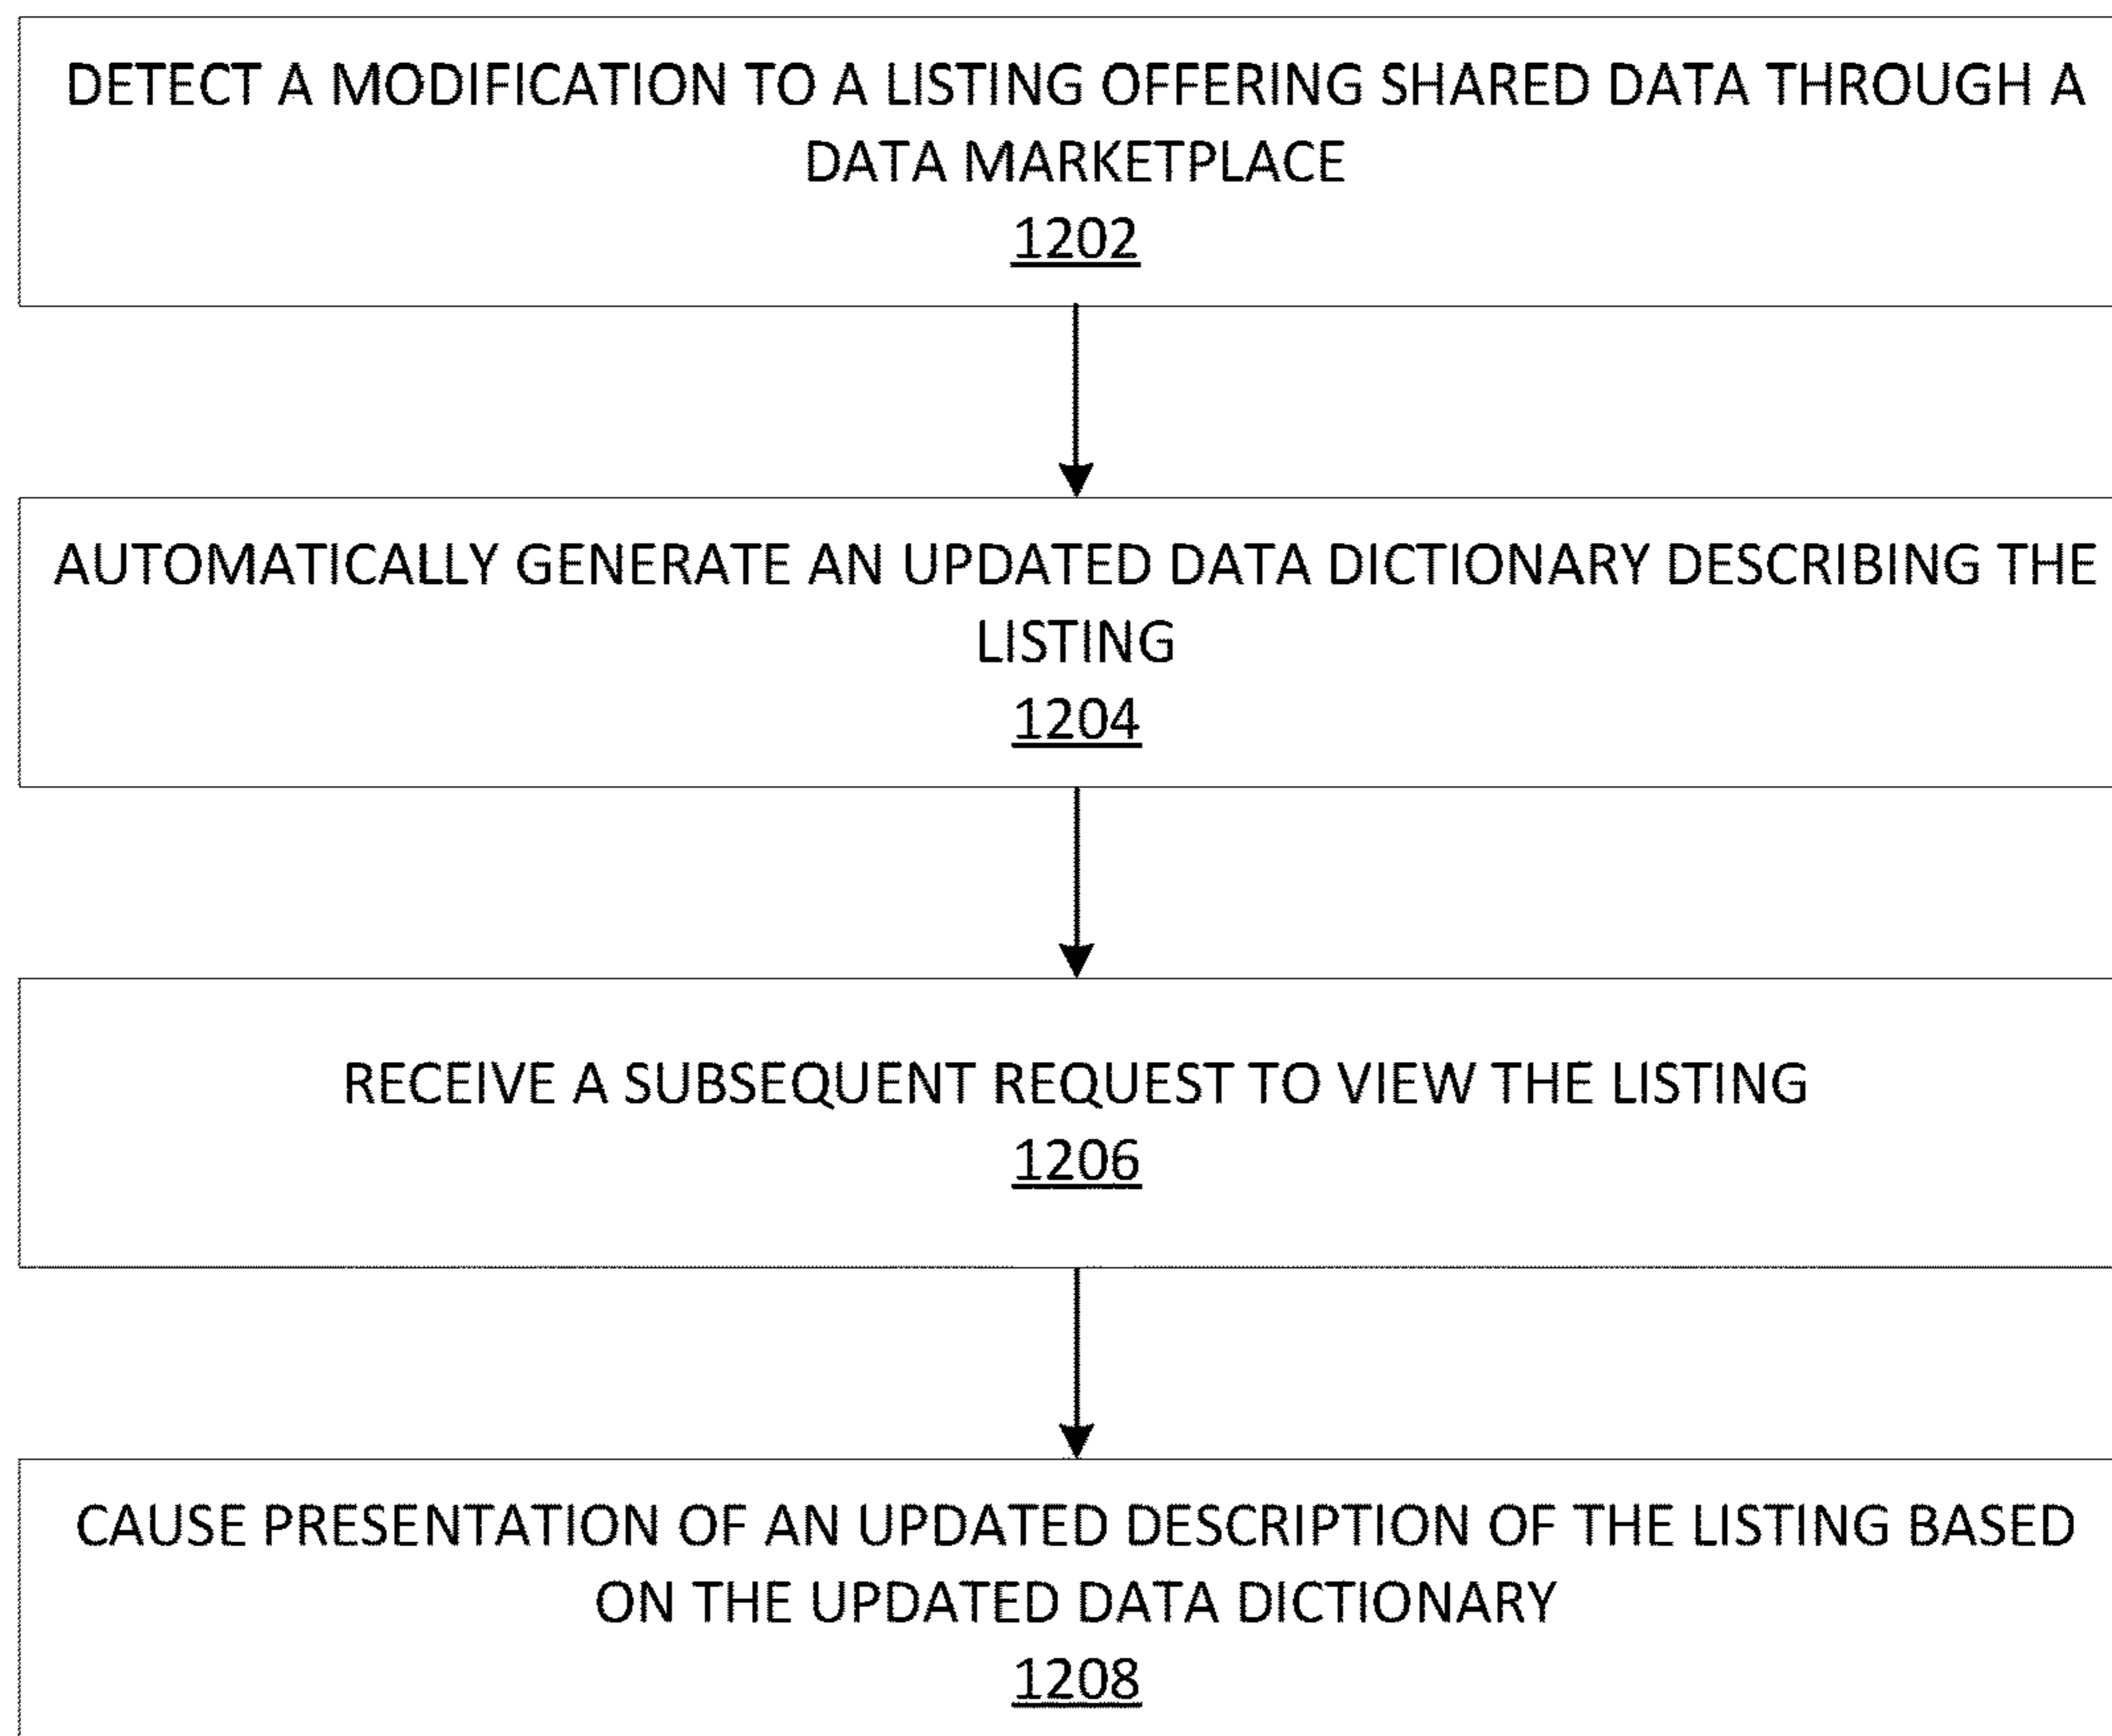 DETECT A MODIFICATION TO A LISTING OFFERING SHARED DATA THROUGH A
DATA MARKETPLACE
1202
AUTOMATICALLY GENERATE AN UPDATED DATA DICTIONARY DESCRIBING THE
LISTING
1204
RECEIVE A SUBSEQUENT REQUEST TO VIEW THE LISTING
1206
CAUSE PRESENTATION OF AN UPDATED DESCRIPTION OF THE LISTING BASED
ON THE UPDATED DATA DICTIONARY
1208